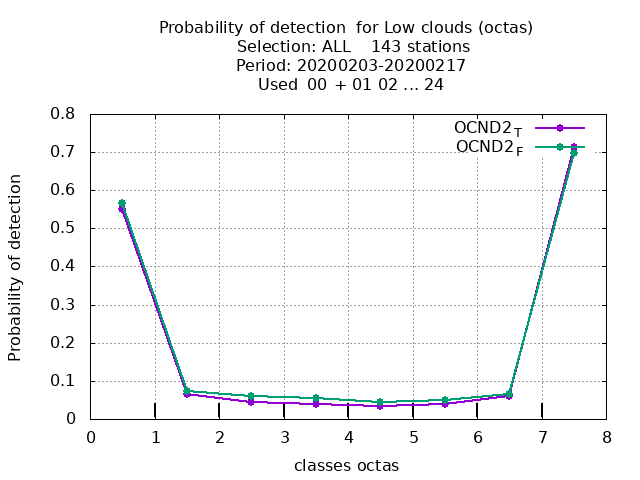 Probability of detection  for Low clouds (octas)
Selection: ALL    143 stations
Period: 20200203-20200217
Used  00  + 01 02 ... 24
0.8
OCND2T
0.7
OCND2F
0.6
0.5
0.4
0.3
0.2
0.1
0
Probability of detection
0 1 2 3 4 5 6 7 8
classes octas